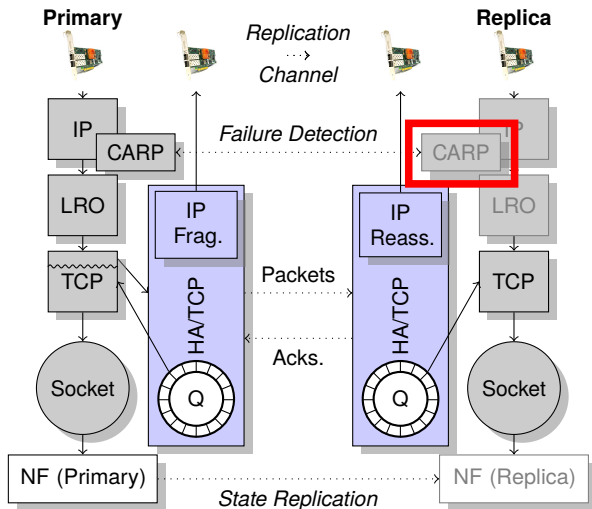 Primary
Replication
Channel
Replica
IP
CARP
Failure Detection
CARP
IP
LRO
IP
Frag.
IP
Reass.
LRO
TCP
HA/TCP
Packets
HA/TCP
TCP
Acks.
Socket
Q
Q
Socket
NF (Primary)
NF (Replica)
State Replication